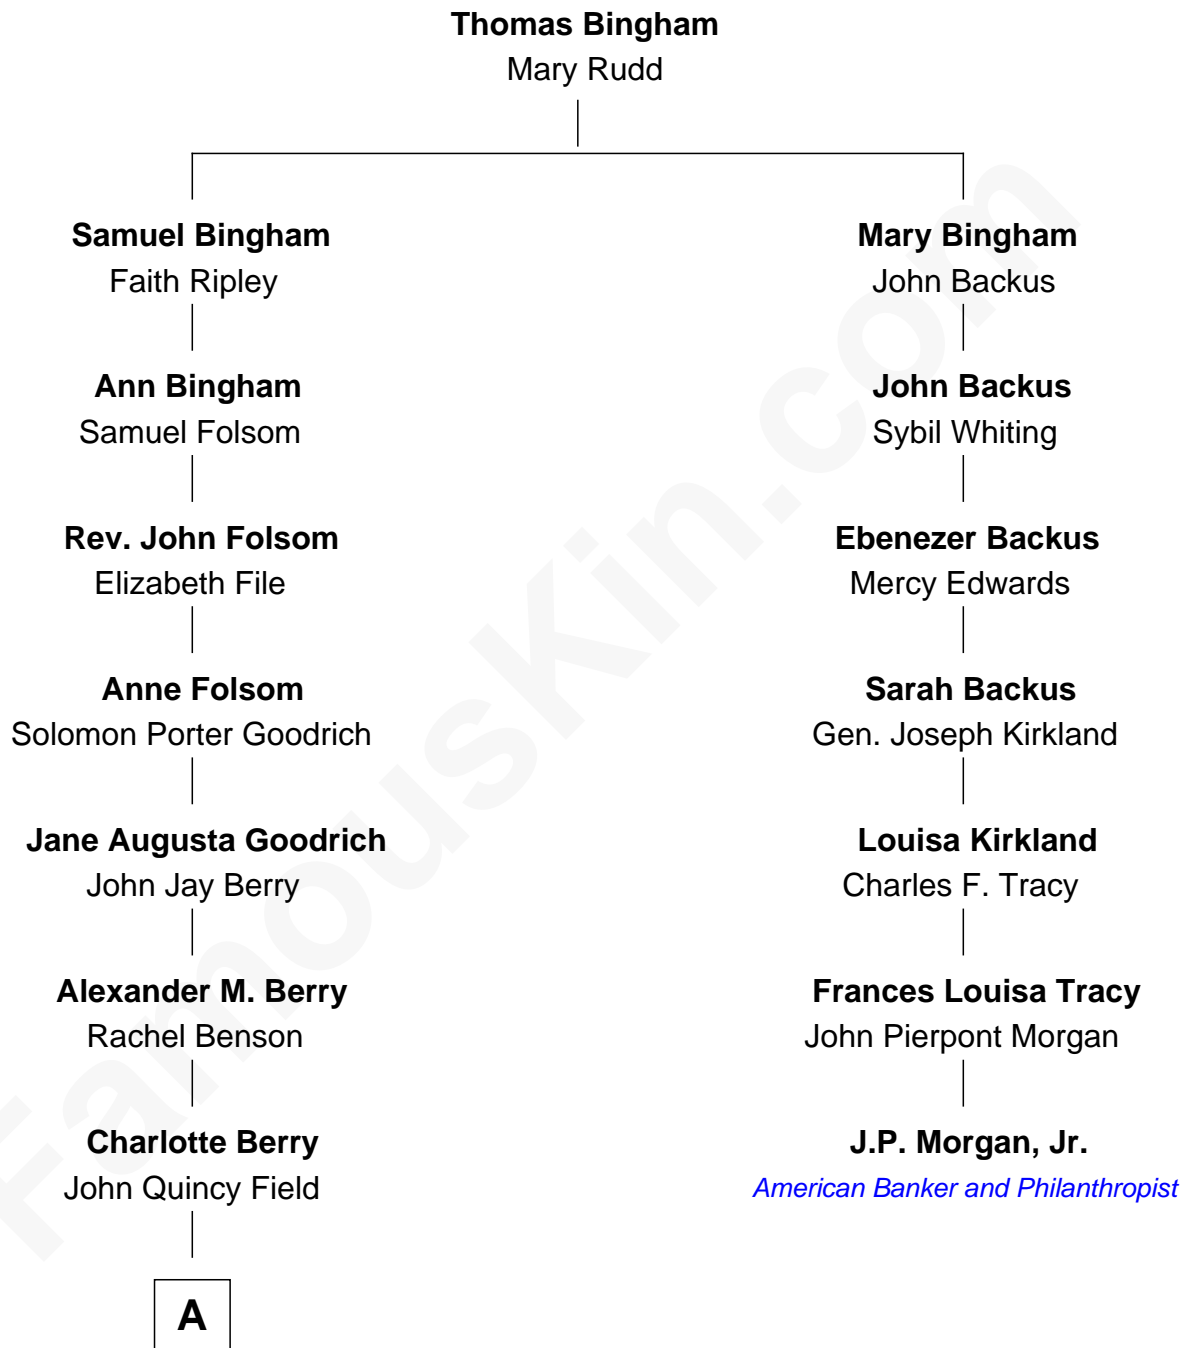 Thomas Bingham
Mary Rudd
Samuel Bingham
Faith Ripley
Ann Bingham
Samuel Folsom
Rev. John Folsom
Elizabeth File
Anne Folsom
Solomon Porter Goodrich
Jane Augusta Goodrich
John Jay Berry
Alexander M. Berry
Rachel Benson
Charlotte Berry
John Quincy Field
A
Mary Bingham
John Backus
John Backus
Sybil Whiting
Ebenezer Backus
Mercy Edwards
Sarah Backus
Gen. Joseph Kirkland
Louisa Kirkland
Charles F. Tracy
Frances Louisa Tracy
John Pierpont Morgan
J.P. Morgan, Jr.
American Banker and Philanthropist
FamousKin.com